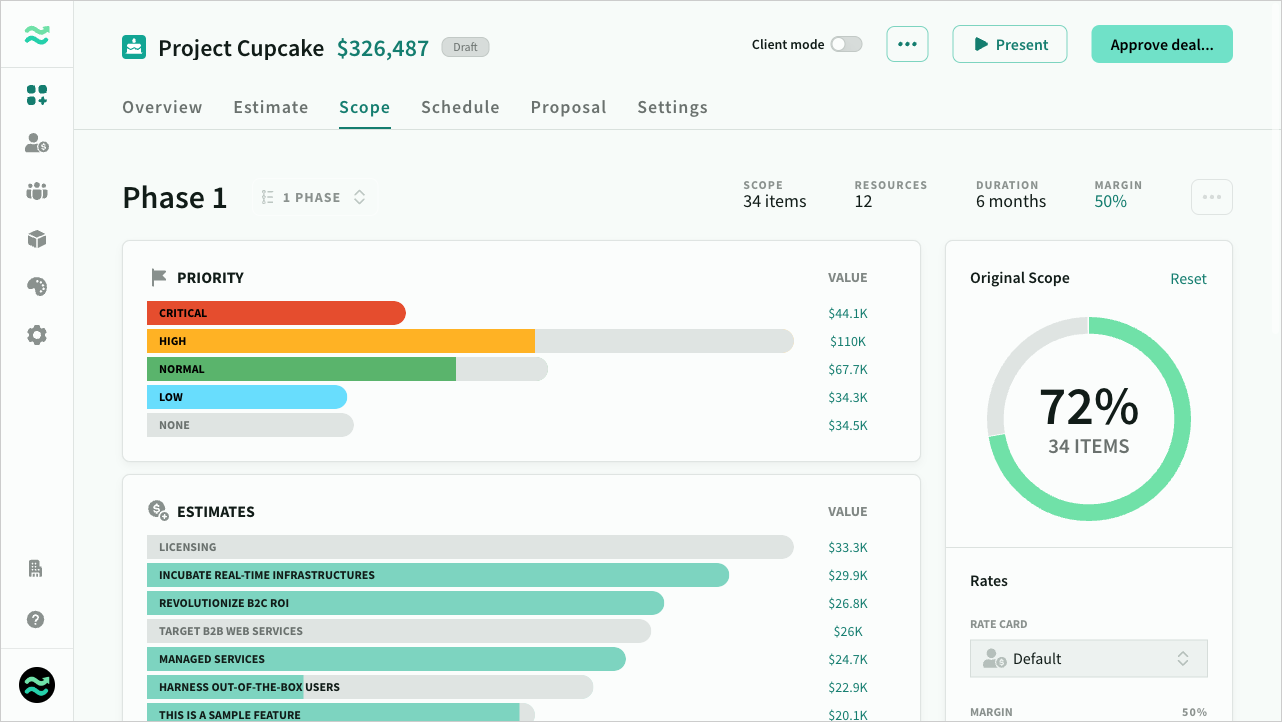 Project Cupcake $326,487 Draft
Client mode
Present
Approve deal...
Overview Estimate Scope Schedule Proposal Settings
Phase 1
1 PHASE
SCOPE
34 items
RESOURCES
12
DURATION
6 months
MARGIN
50%
PRIORITY VALUE
CRITICAL $44.1K
HIGH $110K
NORMAL $67.7K
LOW $34.3K
NONE $34.5K
ESTIMATES VALUE
LICENSING $33.3K
INCUBATE REAL-TIME INFRASTRUCTURES $29.9K
REVOLUTIONIZE B2C ROI $26.8K
TARGET B2B WEB SERVICES $26K
MANAGED SERVICES $24.7K
HARNESS OUT-OF-THE-BOX USERS $22.9K
THIS IS A SAMPLE FEATURE $20.1K
Original Scope Reset
72%
34 ITEMS
Rates
RATE CARD
Default
MARGIN 50%